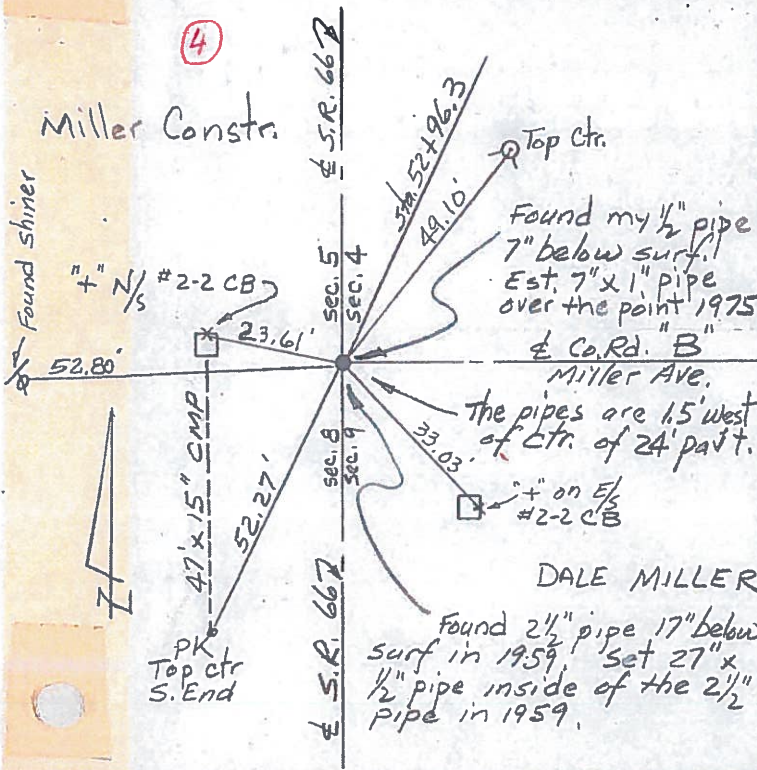 4
Miller Constr.
℄ S.R. 66
Sta. 52+96.3
Top Ctr.
49.10'
Found my ½" pipe
7" below surf.
Est. 7" x 1" pipe
over the point 1975
Found shiner
"+" N/S #2-2 CB
sec. 5
sec. 4
23.61'
℄ Co. Rd. "B"
Miller Ave.
52.80'
The pipes are 1.5' west
of ctr. of 24' pav't.
47' x 15" CMP
52.27'
sec. 8
sec. 9
33.03'
"+" on E/S
#2-2 CB
DALE MILLER
PK
Top ctr
S. End
℄ S.R. 66
Found 2½" pipe 17" below
surf in 1959. Set 27" x
½" pipe inside of the 2½"
pipe in 1959.